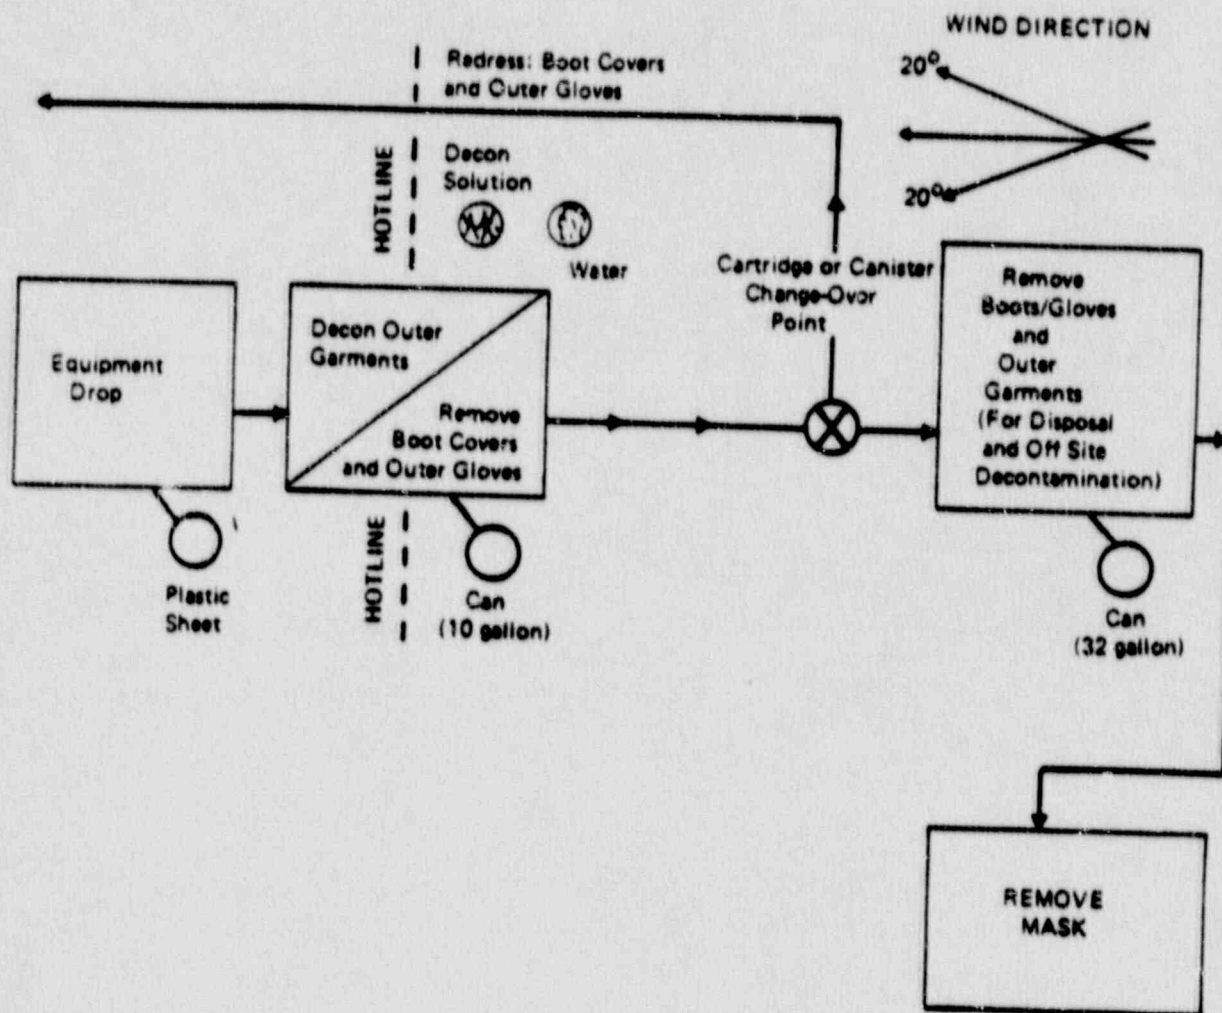 WIND DIRECTION
20°
20°
Redress: Boot Covers
and Outer Gloves
HOTLINE
Decon
Solution
Water
Cartridge or Canister
Change-Over
Point
Equipment
Drop
Decon Outer
Garments
Remove
Boot Covers
and Outer Gloves
Remove
Boots/Gloves
and
Outer
Garments
(For Disposal
and Off Site
Decontamination)
Plastic
Sheet
HOTLINE
Can
(10 gallon)
Can
(32 gallon)
REMOVE
MASK